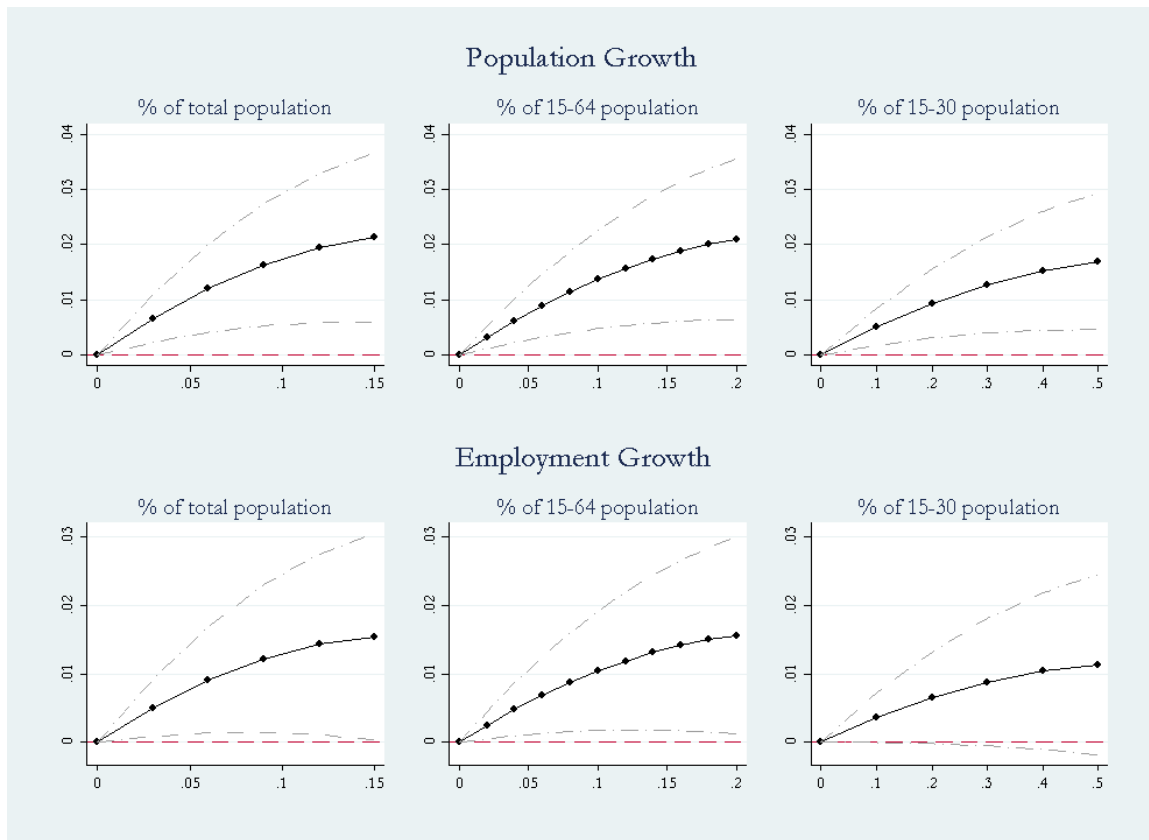 Population Growth
% of total population % of 15-64 population % of 15-30 population
.04 .04 .04
.03 .03 .03
.02 .02 .02
.01 .01 .01
0 0 0
0 .05 .1 .15 0 .05 .1 .15 .2 0 .1 .2 .3 .4 .5
Employment Growth
% of total population % of 15-64 population % of 15-30 population
.03 .03 .03
.02 .02 .02
.01 .01 .01
0 0 0
0 .05 .1 .15 0 .05 .1 .15 .2 0 .1 .2 .3 .4 .5